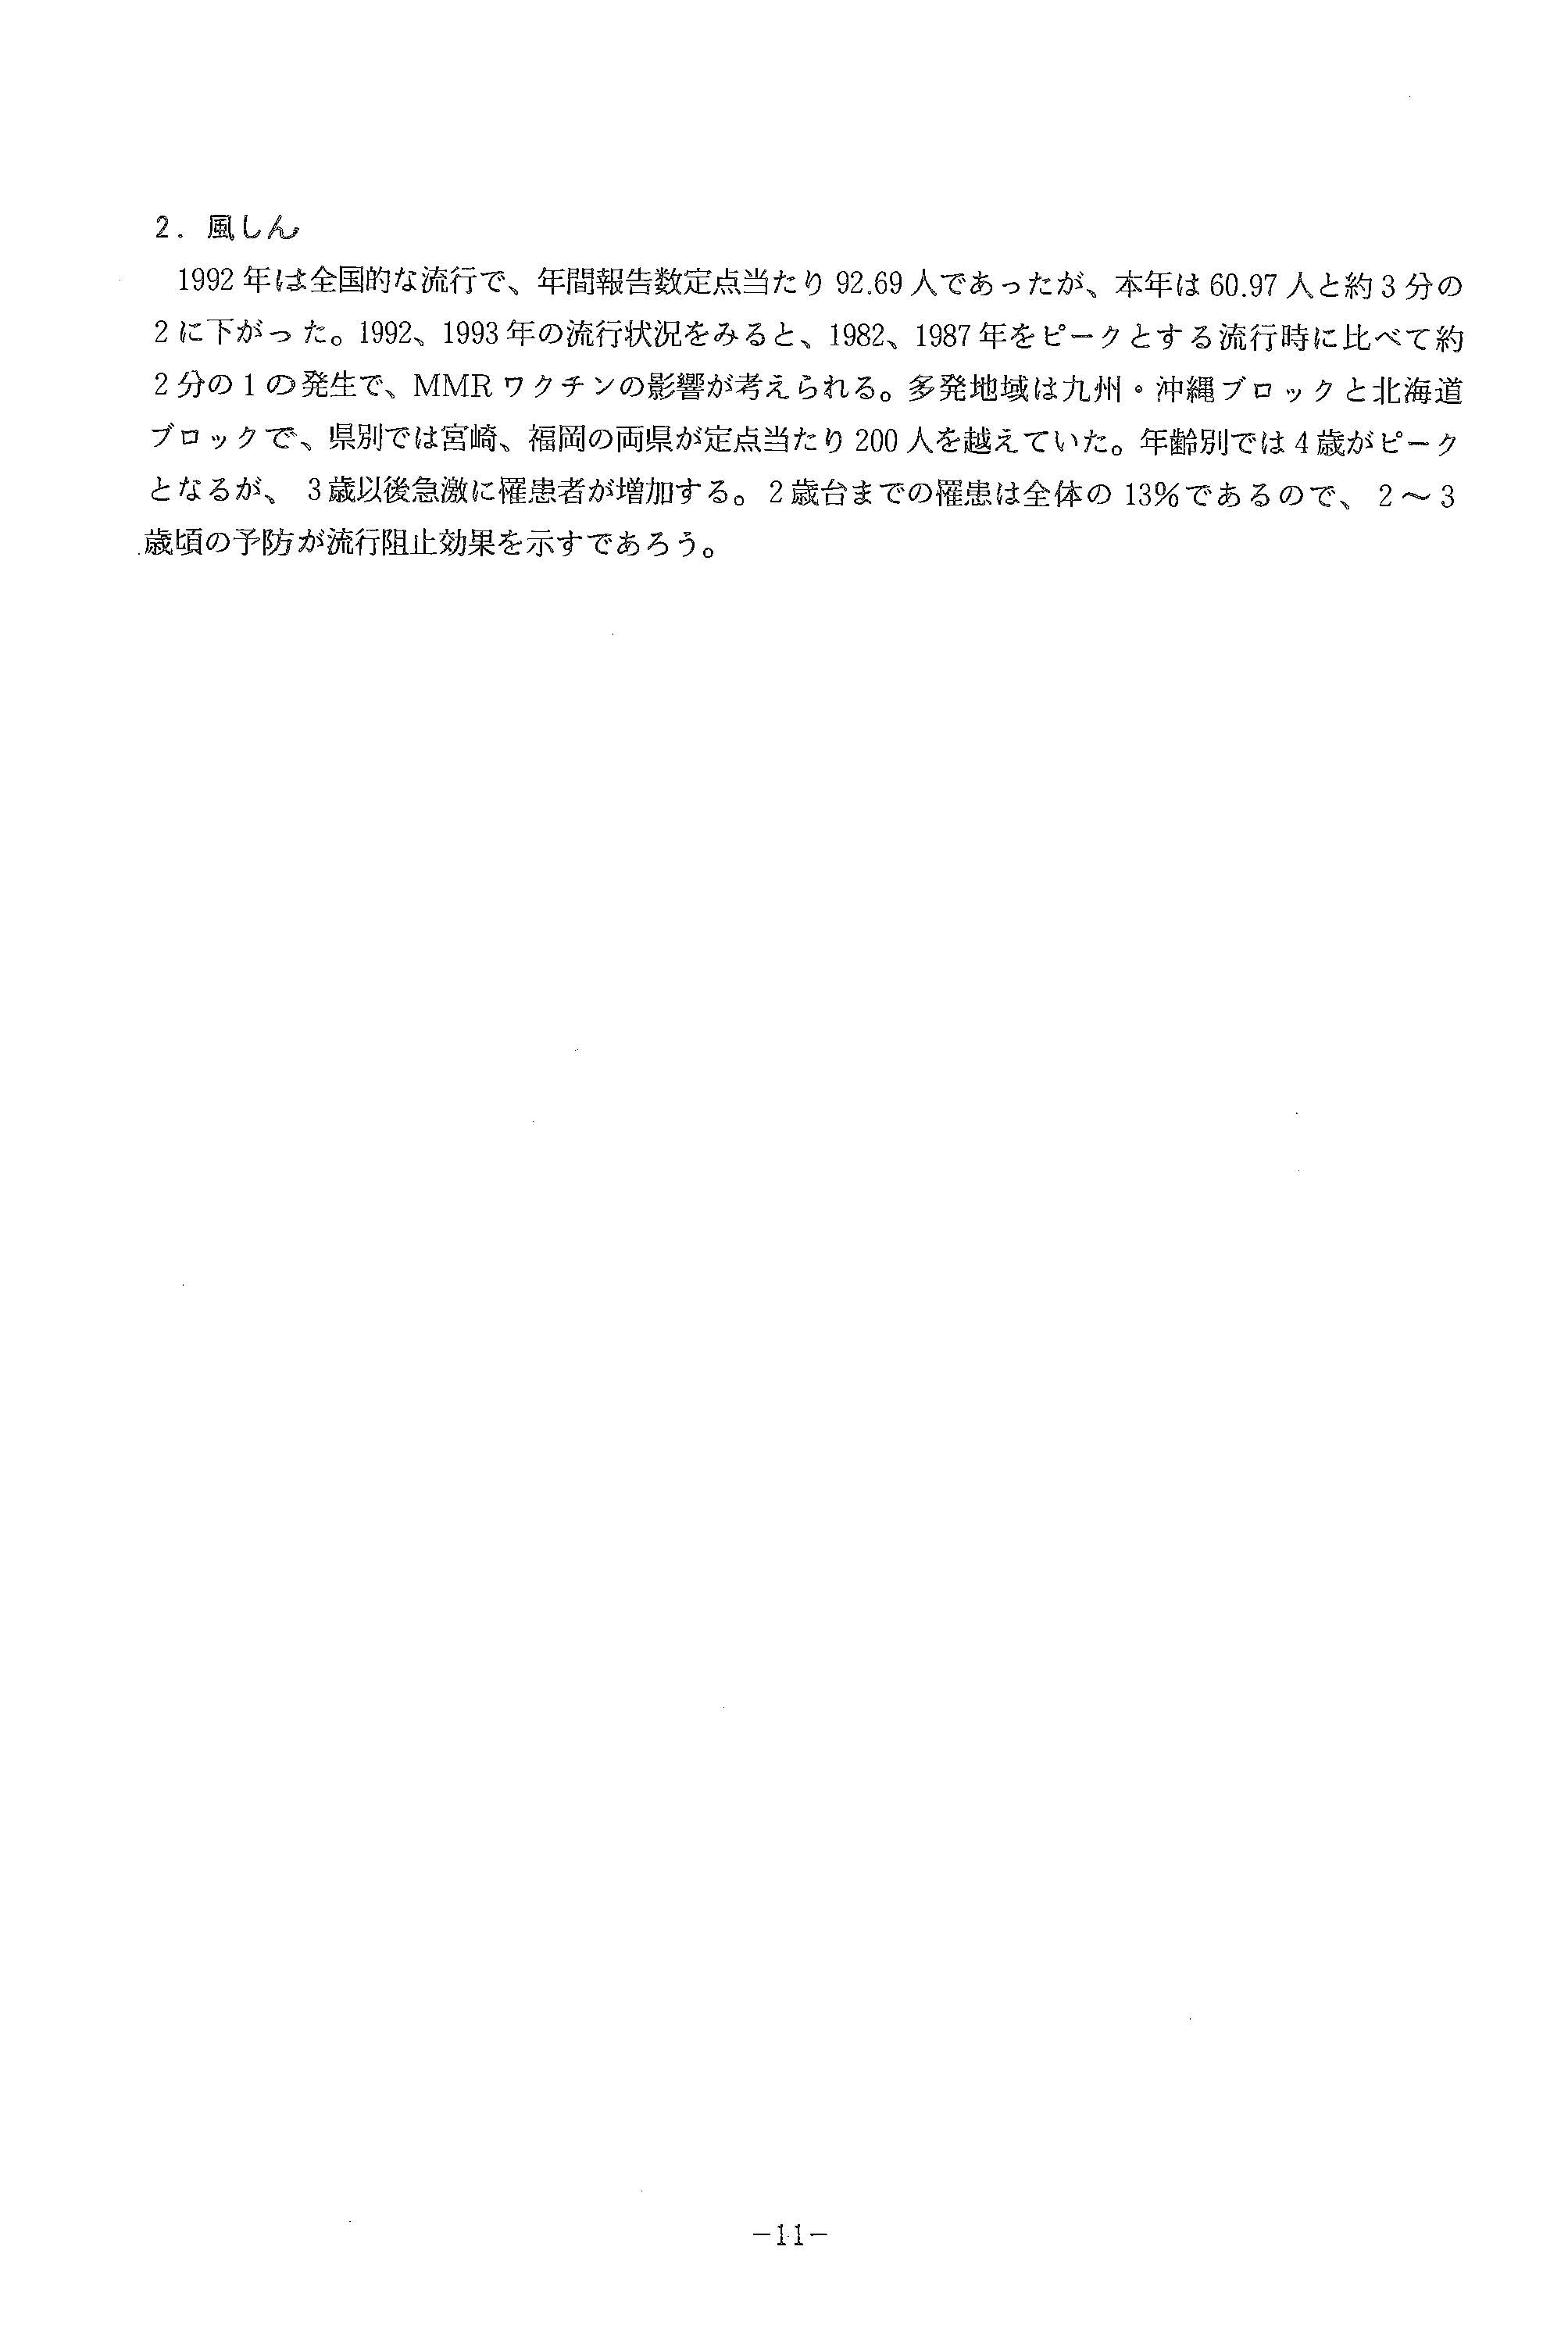 2. 風しん
1992年は全国的な流行で、年間報告数定点当たり92.69人であったが、本年は60.97人と約3分の
2に下がった。1992、1993年の流行状況をみると、1982、1987年をピークとする流行時に比べて約
2分の1の発生で、MMRワクチンの影響が考えられる。多発地域は九州・沖縄ブロックと北海道
ブロックで、県別では宮崎、福岡の両県が定点当たり200人を越えていた。年齢別では4歳がピーク
となるが、3歳以後急激に罹患者が増加する。2歳台までの罹患は全体の13%であるので、2〜3
歳頃の予防が流行阻止効果を示すであろう。
-11-